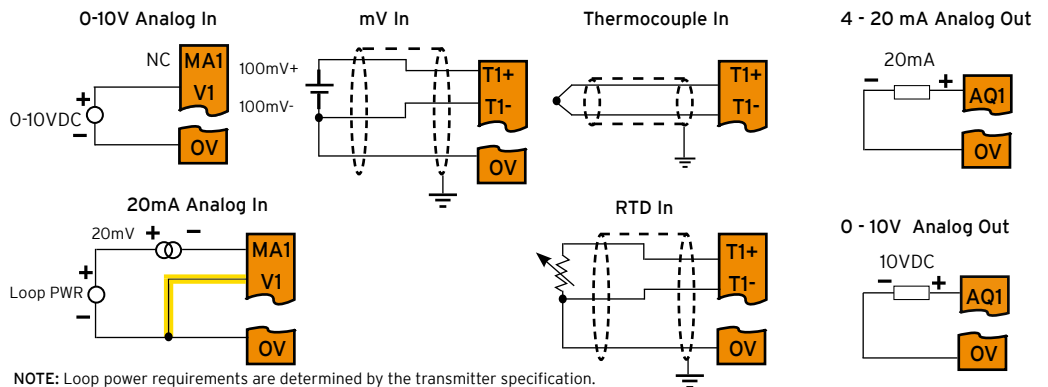 0-10V Analog In
NC
MA1
V1
+
0-10VDC
−
OV
mV In
100mV+
100mV-
T1+
T1-
OV
Thermocouple In
T1+
T1-
4 - 20 mA Analog Out
20mA
− +
AQ1
OV
20mA Analog In
20mV + −
MA1
V1
+
Loop PWR
−
OV
RTD In
T1+
T1-
OV
0 - 10V Analog Out
10VDC
− +
AQ1
OV
NOTE: Loop power requirements are determined by the transmitter specification.